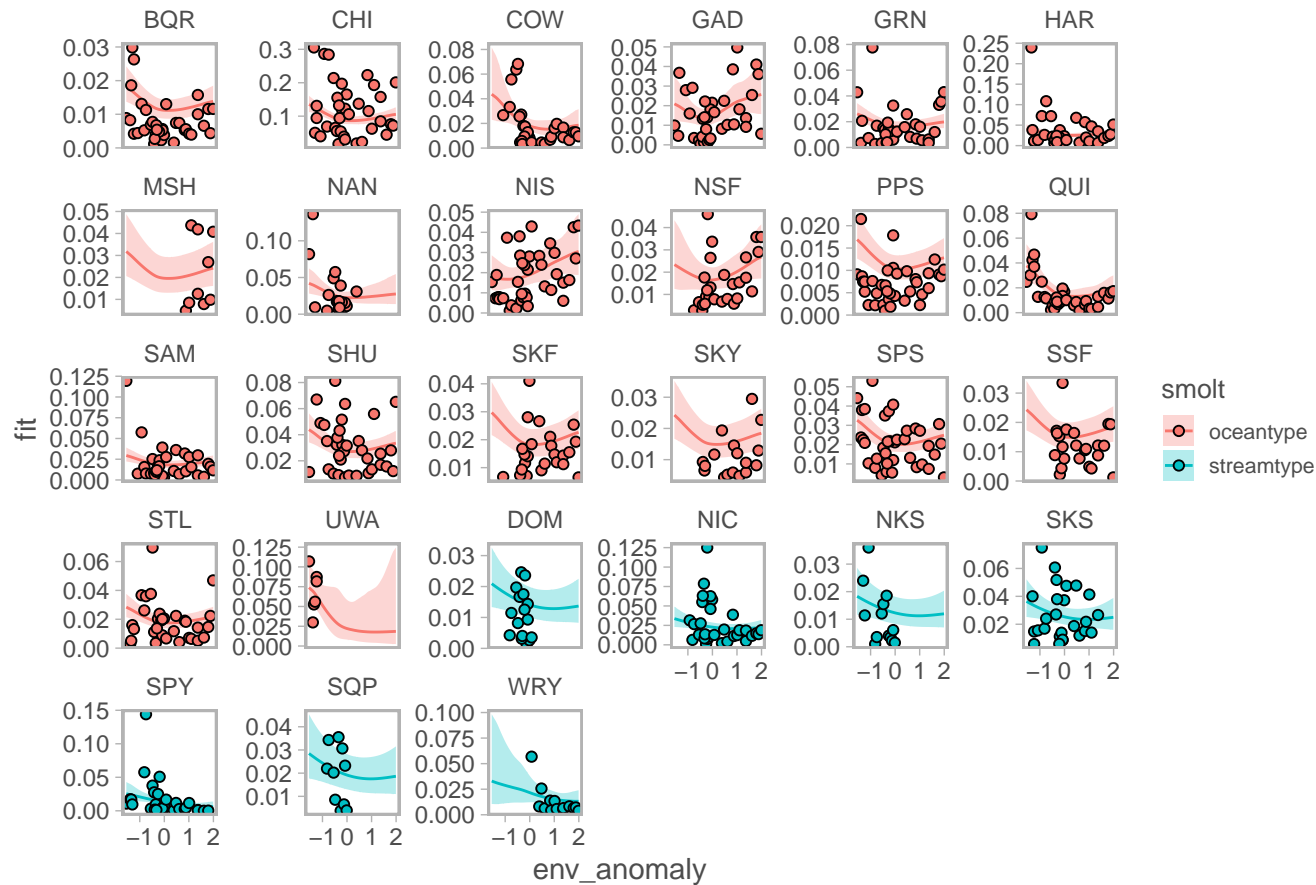 BQR CHI COW GAD GRN HAR
0.03 0.3 0.08 0.05 0.08 0.25
0.02 0.2 0.06 0.04 0.06 0.20
0.01 0.1 0.04 0.03 0.04 0.15
0.00 0.02 0.02 0.02 0.10
0.00 0.01 0.00 0.05
0.00 0.00
MSH NAN NIS NSF PPS QUI
0.05 0.10 0.05 0.04 0.020 0.08
0.04 0.05 0.04 0.03 0.015 0.06
0.03 0.00 0.03 0.02 0.010 0.04
0.02 0.02 0.01 0.005 0.02
0.01 0.01 0.000 0.00
0.00
SAM SHU SKF SKY SPS SSF
0.125 0.08 0.04 0.03 0.05 0.03
0.100 0.06 0.03 0.02 0.04 0.02
0.075 0.04 0.02 0.01 0.03 0.01
0.050 0.02 0.01 0.02 0.00
0.025 0.01
0.000
STL UWA DOM NIC NKS SKS
0.06 0.125 0.03 0.125 0.03 0.06
0.04 0.100 0.02 0.100 0.02 0.04
0.02 0.075 0.01 0.075 0.01 0.02
0.00 0.050 0.00 0.050 0.00
0.025 0.025
0.000 0.000
−1 0 1 2 −1 0 1 2 −1 0 1 2
SPY SQP WRY
0.15 0.04 0.100
0.10 0.03 0.075
0.05 0.02 0.050
0.00 0.01 0.025
0.000
−1 0 1 2 −1 0 1 2 −1 0 1 2
env_anomaly
fit
smolt
oceantype
streamtype